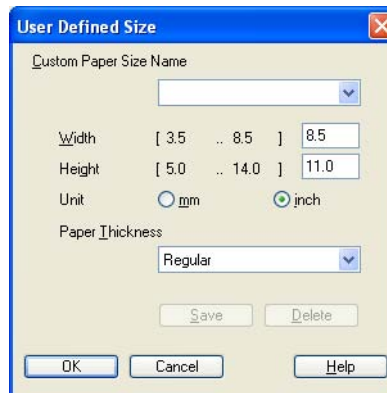 User Defined Size
Custom Paper Size Name
Width [ 3.5 .. 8.5 ] 8.5
Height [ 5.0 .. 14.0 ] 11.0
Unit mm inch
Paper Thickness
Regular
Save Delete
OK Cancel Help